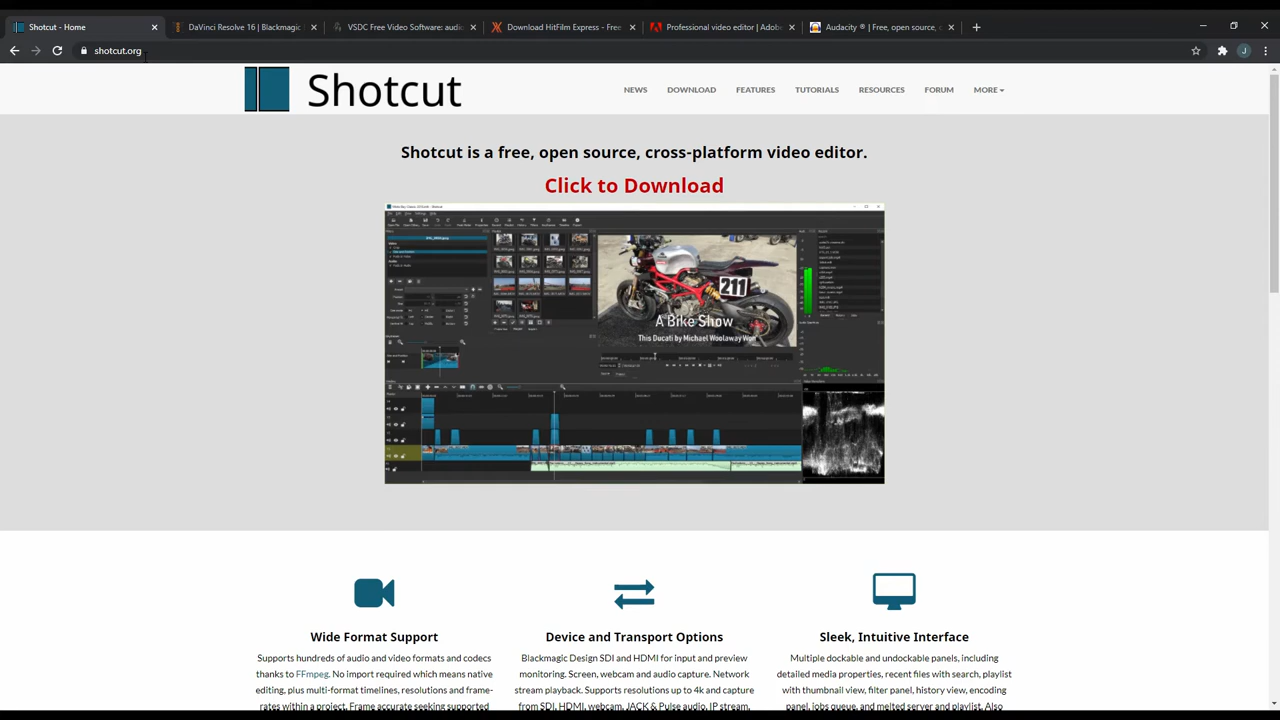 Shotcut - Home
DaVinci Resolve 16 | Blackmagic
VSDC Free Video Software: audio
Download HitFilm Express - Free
Professional video editor | Adobe
Audacity ® | Free, open source, c
shotcut.org
J
Shotcut
NEWS
DOWNLOAD
FEATURES
TUTORIALS
RESOURCES
FORUM
MORE
Shotcut is a free, open source, cross-platform video editor.
Click to Download
211
A Bike Show
This Ducati by Michael Woolaway Won
Wide Format Support
Supports hundreds of audio and video formats and codecs
thanks to FFmpeg. No import required which means native
editing, plus multi-format timelines, resolutions and frame-
rates within a project. Frame accurate seeking supported
Device and Transport Options
Blackmagic Design SDI and HDMI for input and preview
monitoring. Screen, webcam and audio capture. Network
stream playback. Supports resolutions up to 4k and capture
from SDI, HDMI, webcam, JACK & Pulse audio, IP stream,
Sleek, Intuitive Interface
Multiple dockable and undockable panels, including
detailed media properties, recent files with search, playlist
with thumbnail view, filter panel, history view, encoding
panel, jobs queue, and melted server and playlist. Also